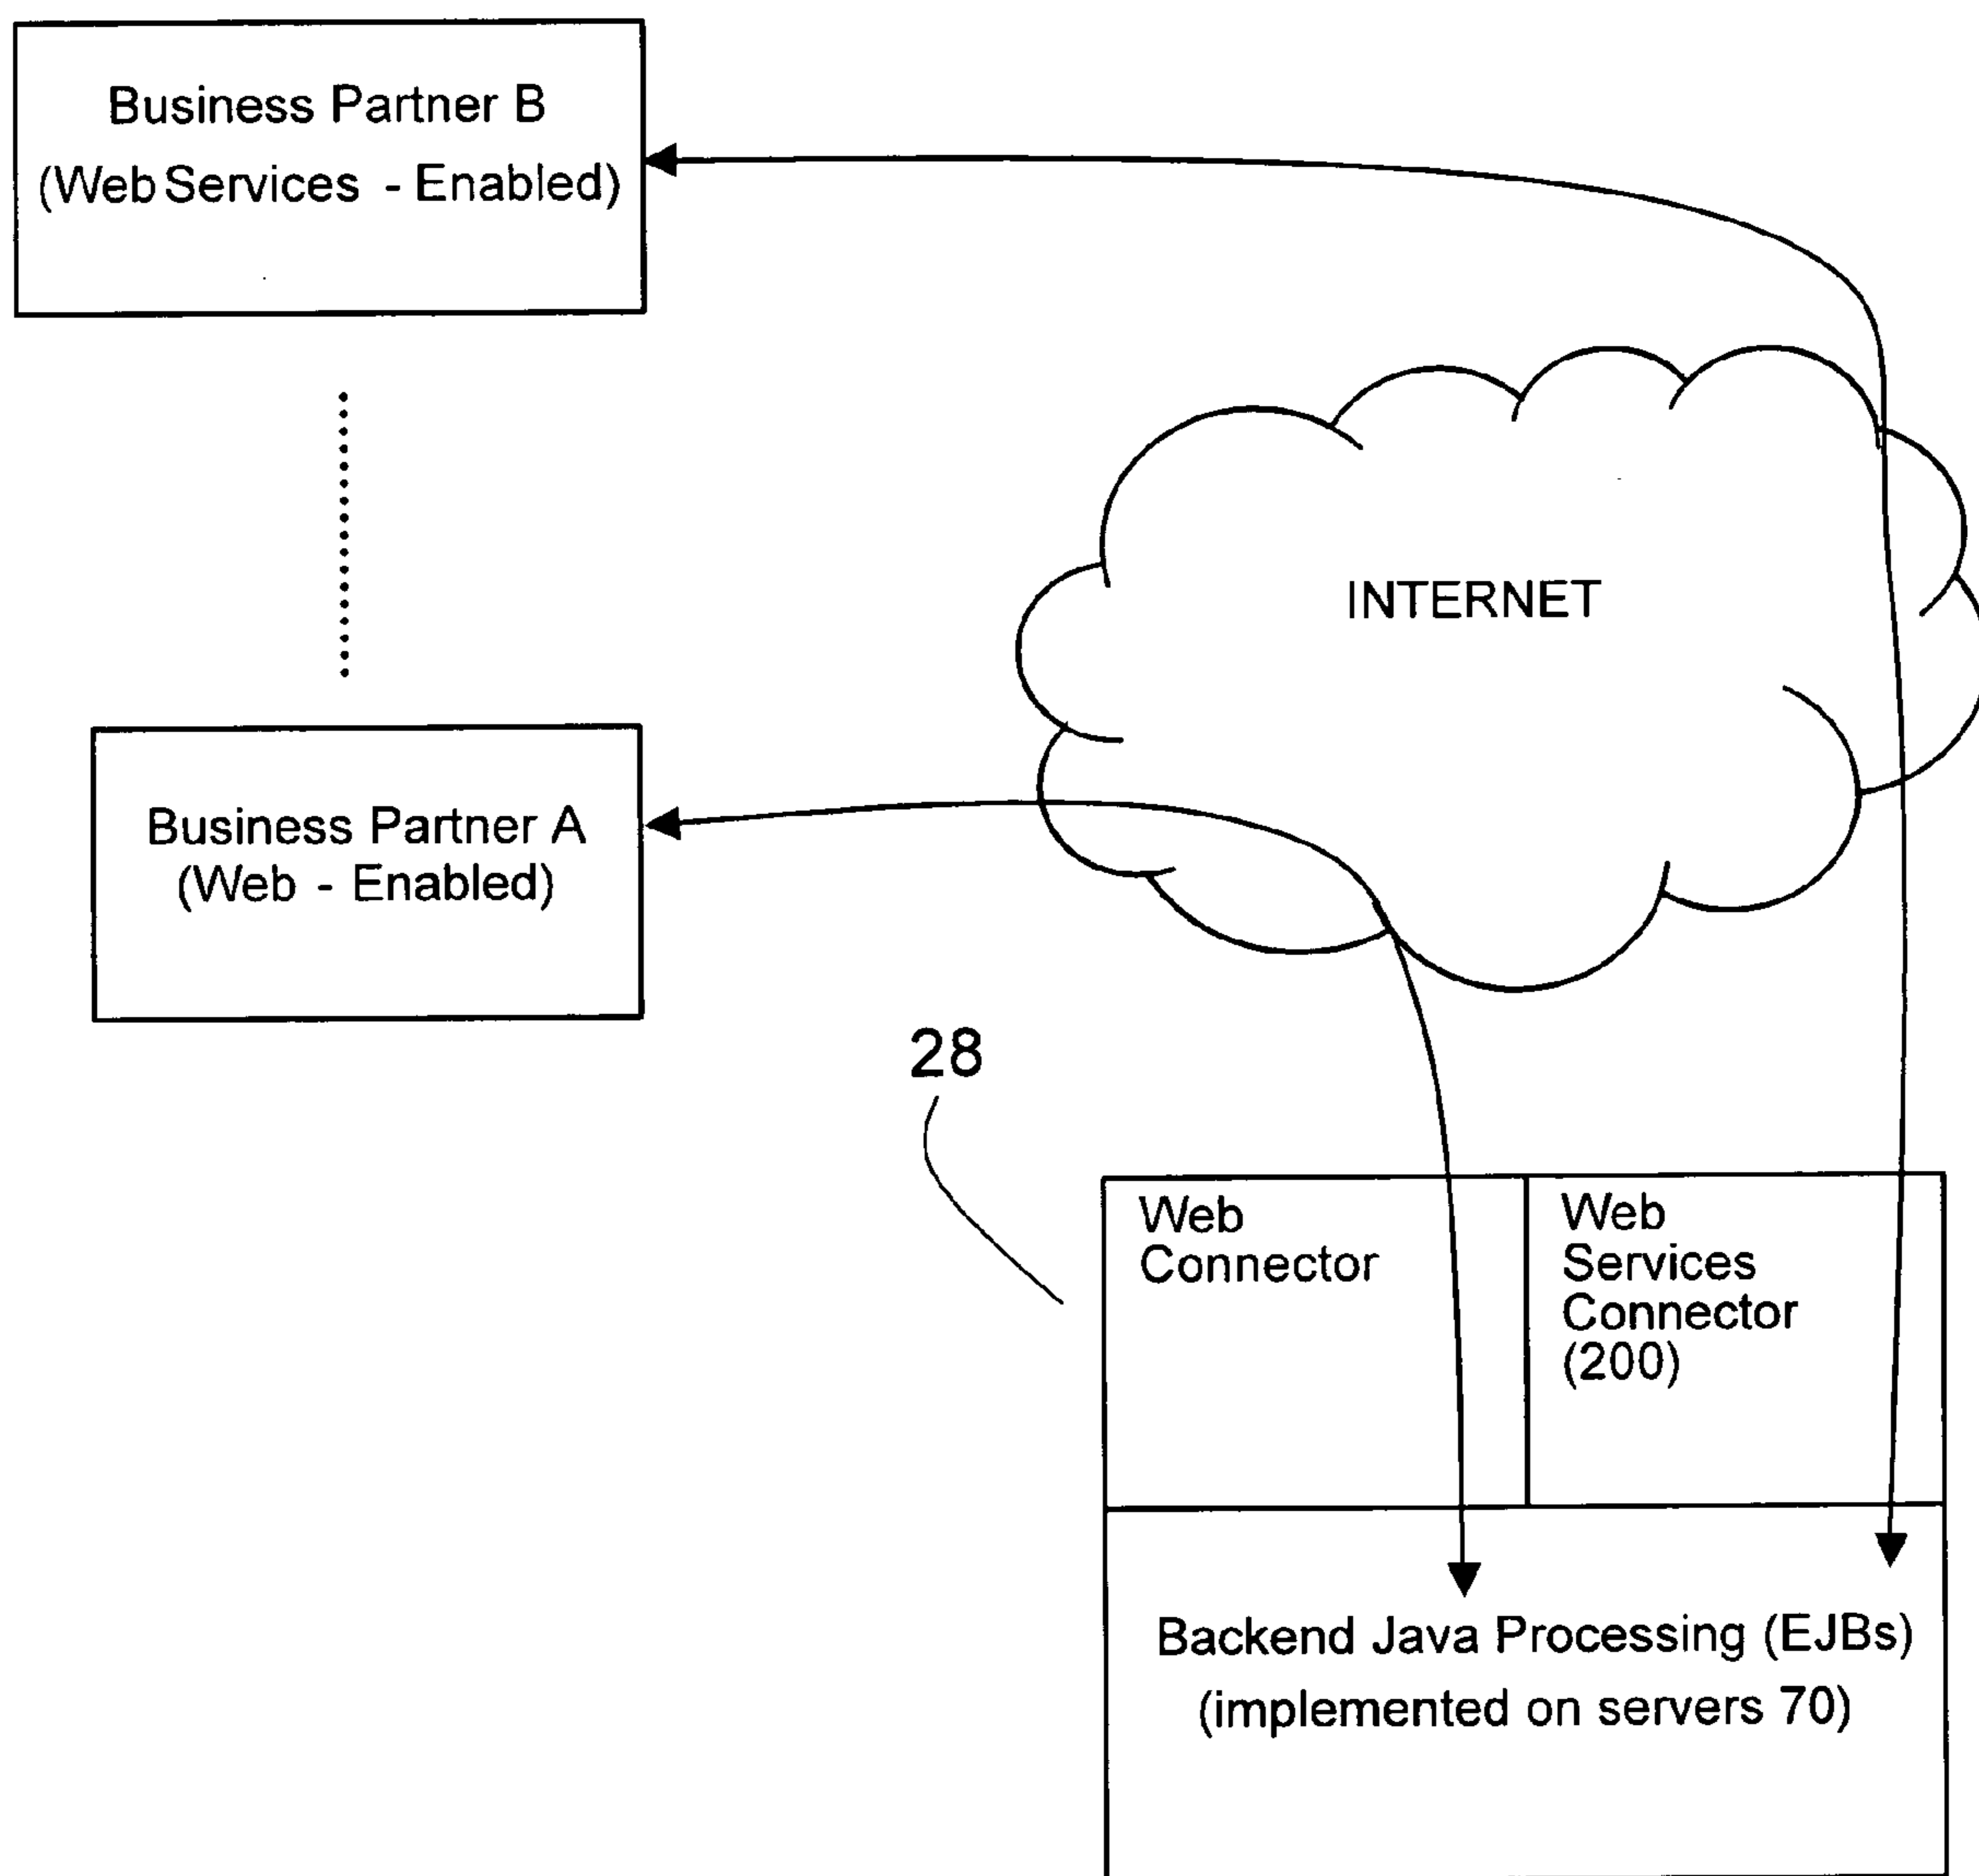 Business Partner B
(Web Services - Enabled)
INTERNET
Business Partner A
(Web - Enabled)
28
Web
Connector
Web
Services
Connector
(200)
Backend Java Processing (EJBs)
(implemented on servers 70)